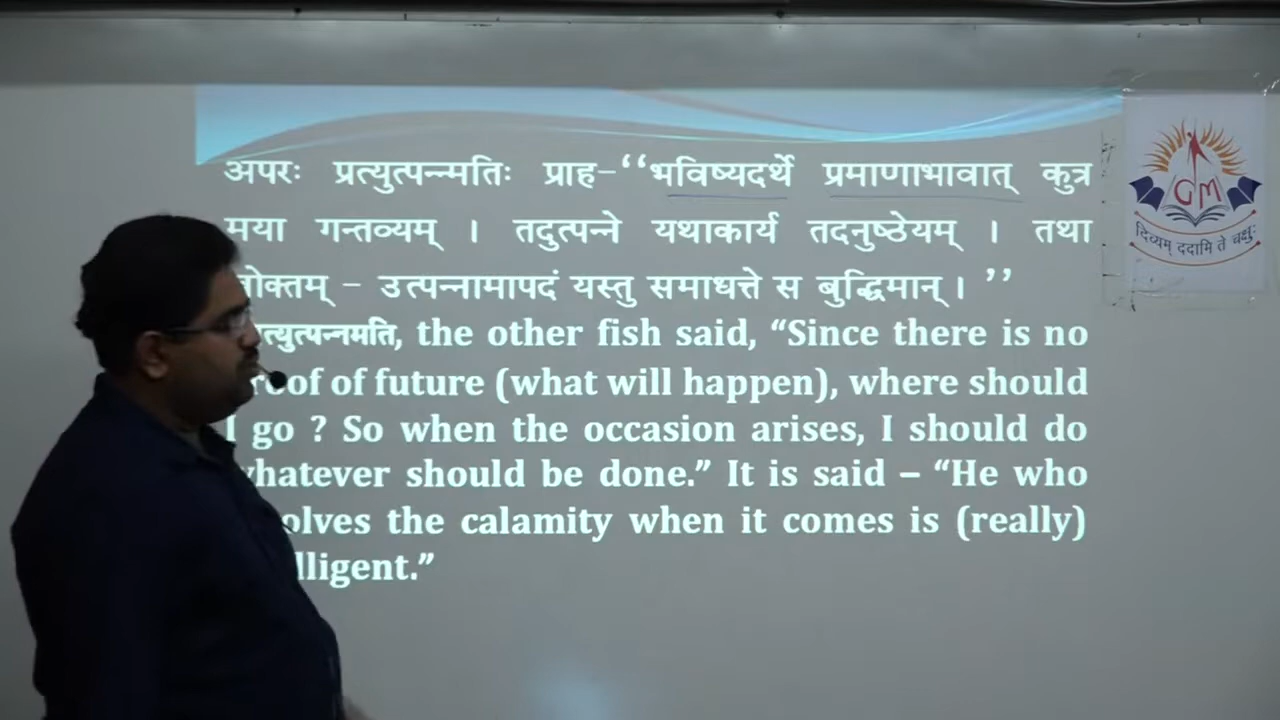 अपरः प्रत्युत्पन्नमतिः प्राह-‘‘भविष्यदर्थे प्रमाणाभावात् कुत्र
मया गन्तव्यम् । तदुत्पन्ने यथाकार्य तदनुष्ठेयम् । तथा
उत्पन्नामापदं यस्तु समाधत्ते स बुद्धिमान् । ’’
the other fish said, “Since there is no
of future (what will happen), where should
I go ? So when the occasion arises, I should do
should be done.” It is said – “He who
the calamity when it comes is (really)
GM
दिव्यम् ददामि ते चक्षुः